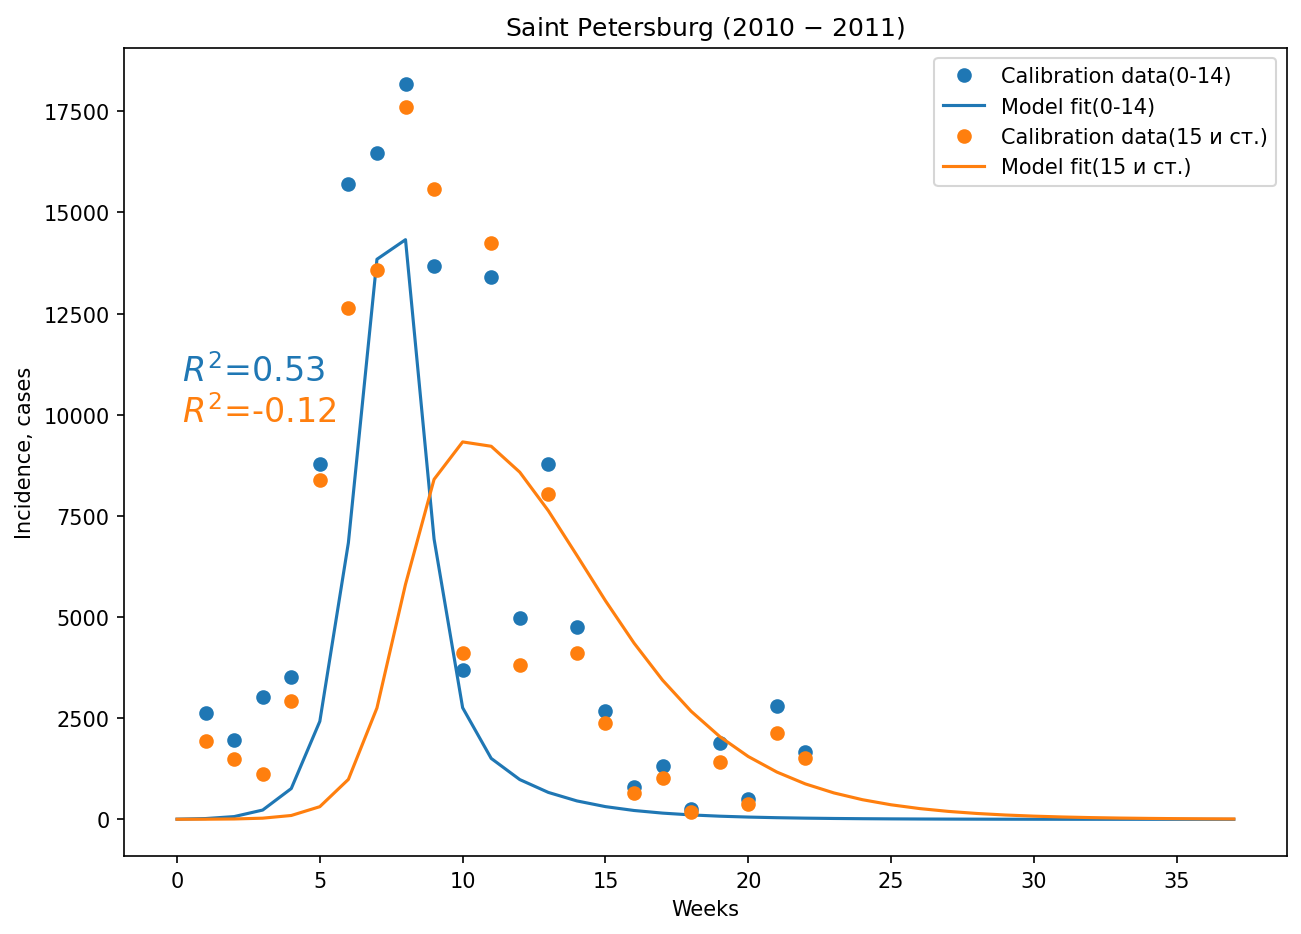 Saint Petersburg (2010 − 2011)
Calibration data(0-14)
Model fit(0-14)
Calibration data(15 и ст.)
Model fit(15 и ст.)
17500
15000
12500
10000
7500
5000
2500
0
Incidence, cases
R²=0.53
R²=-0.12
0 5 10 15 20 25 30 35
Weeks